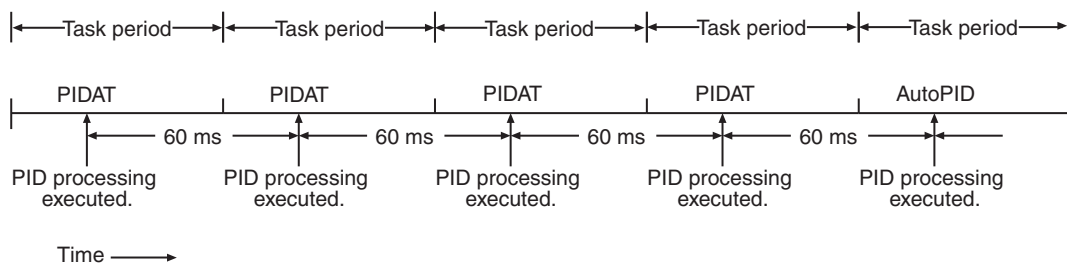 Task period Task period Task period Task period Task period
PIDAT PIDAT PIDAT PIDAT AutoPID
60 ms 60 ms 60 ms 60 ms
PID processing PID processing PID processing PID processing PID processing
executed. executed. executed. executed. executed.
Time